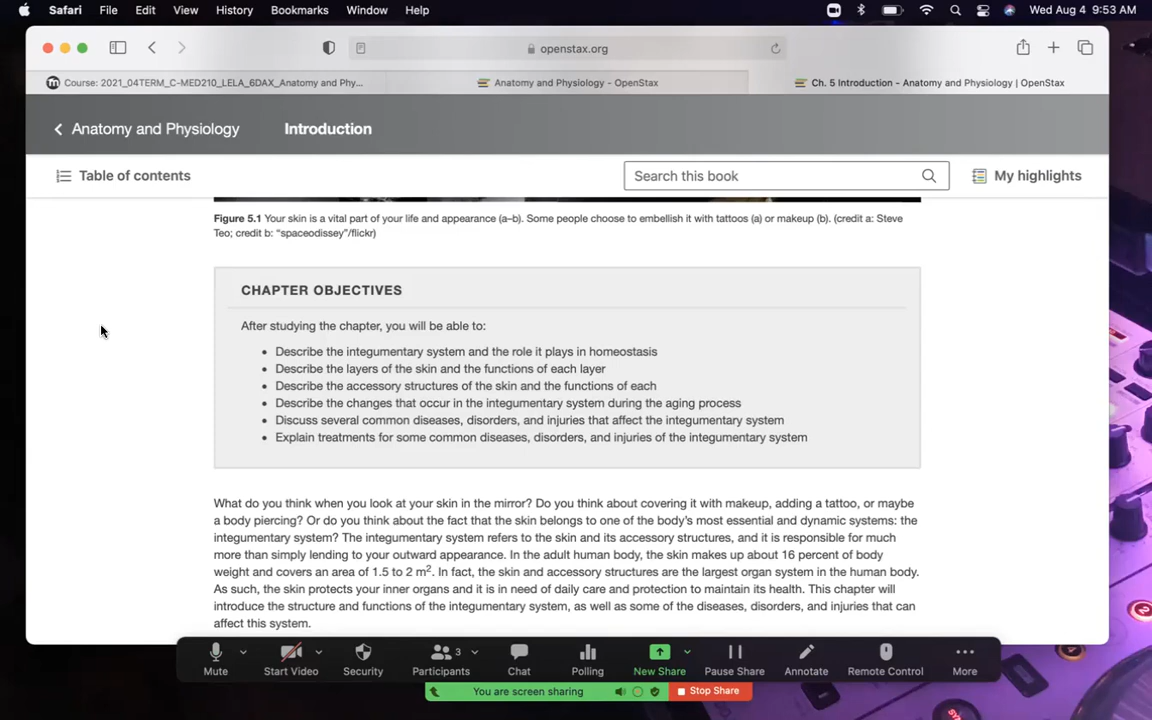 Safari File Edit View History Bookmarks Window Help Wed Aug 4 9:53 AM
openstax.org
Course: 2021_04TERM_C-MED210_LELA_6DAX_Anatomy and Phy... Anatomy and Physiology - OpenStax Ch. 5 Introduction - Anatomy and Physiology | OpenStax
Anatomy and Physiology Introduction
Table of contents Search this book My highlights
Figure 5.1 Your skin is a vital part of your life and appearance (a–b). Some people choose to embellish it with tattoos (a) or makeup (b). (credit a: Steve
Teo; credit b: “spaceodissey”/flickr)
CHAPTER OBJECTIVES
After studying the chapter, you will be able to:
• Describe the integumentary system and the role it plays in homeostasis
• Describe the layers of the skin and the functions of each layer
• Describe the accessory structures of the skin and the functions of each
• Describe the changes that occur in the integumentary system during the aging process
• Discuss several common diseases, disorders, and injuries that affect the integumentary system
• Explain treatments for some common diseases, disorders, and injuries of the integumentary system
What do you think when you look at your skin in the mirror? Do you think about covering it with makeup, adding a tattoo, or maybe
a body piercing? Or do you think about the fact that the skin belongs to one of the body’s most essential and dynamic systems: the
integumentary system? The integumentary system refers to the skin and its accessory structures, and it is responsible for much
more than simply lending to your outward appearance. In the adult human body, the skin makes up about 16 percent of body
weight and covers an area of 1.5 to 2 m². In fact, the skin and accessory structures are the largest organ system in the human body.
As such, the skin protects your inner organs and it is in need of daily care and protection to maintain its health. This chapter will
introduce the structure and functions of the integumentary system, as well as some of the diseases, disorders, and injuries that can
affect this system.
3
Mute Start Video Security Participants Chat Polling New Share Pause Share Annotate Remote Control More
You are screen sharing Stop Share